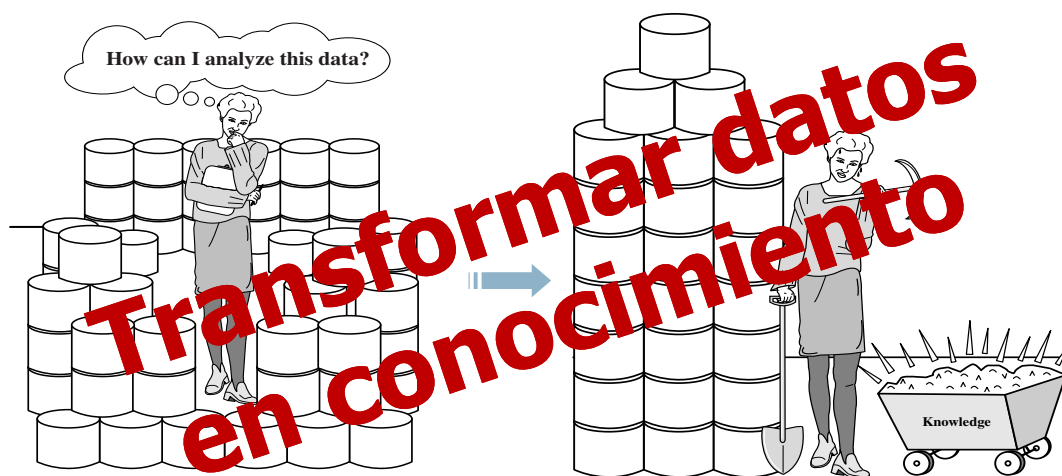 How can I analyze this data?
Transformar datos
en conocimiento
Knowledge